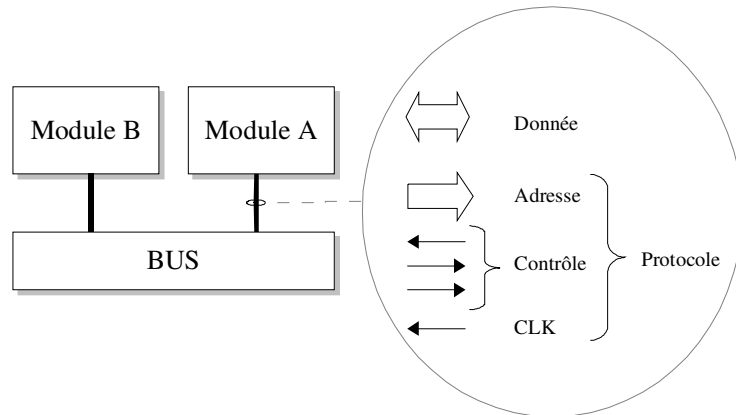 Module B
Module A
BUS
Donnée
Adresse
Contrôle
CLK
Protocole